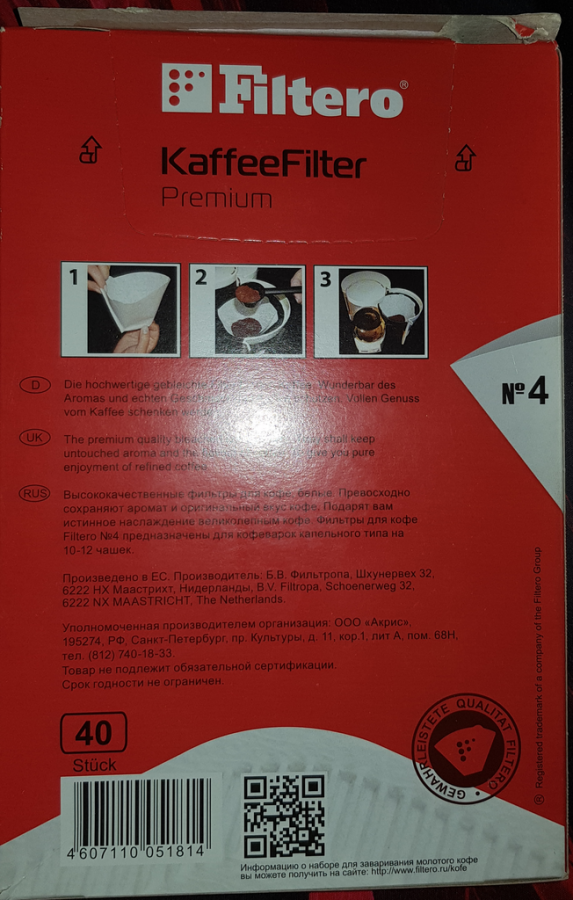 Filtero®
KaffeeFilter
Premium
1
2
3
№4
D
Die hochwertige
Wunderbar des
Aromas und echten
Vollen Genuss
vom Kaffee schenken
UK
The premium quality
shall keep
untouched aroma and
give you pure
enjoyment of refined coffee
RUS
Высококачественные фильтры для кофе, белые. Превосходно
сохраняют аромат и оригинальный вкус кофе. Подарят вам
истинное наслаждение великолепным кофе. Фильтры для кофе
Filtero №4 предназначены для кофеварок капельного типа на
10-12 чашек.
Произведено в ЕС. Производитель: Б.В. Фильтропа, Шхунервех 32,
6222 НХ Маастрихт, Нидерланды, B.V. Filtropa, Schoenerweg 32,
6222 NX MAASTRICHT, The Netherlands.
Уполномоченная производителем организация: ООО «Акрис»,
195274, РФ, Санкт-Петербург, пр. Культуры, д. 11, кор.1, лит А, пом. 68Н,
тел. (812) 740-18-33.
Товар не подлежит обязательной сертификации.
Срок годности не ограничен.
40
Stück
4607110 051814
Информацию о наборе для заваривания молотого кофе
вы можете получить на сайте: http://www.filtero.ru/kofe
GEWÄHRLEISTETE QUALITÄT FILTERO
® Registered trademark of a company of the Filtero Group